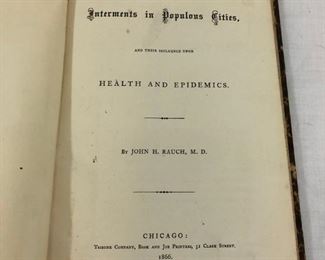 Interments in Populous Cities,
AND THEIR INFLUENCE UPON
HEALTH AND EPIDEMICS.
By JOHN H. RAUCH, M. D.
CHICAGO:
Tribune Company, Book and Job Printers, 51 Clark Street.
1866.